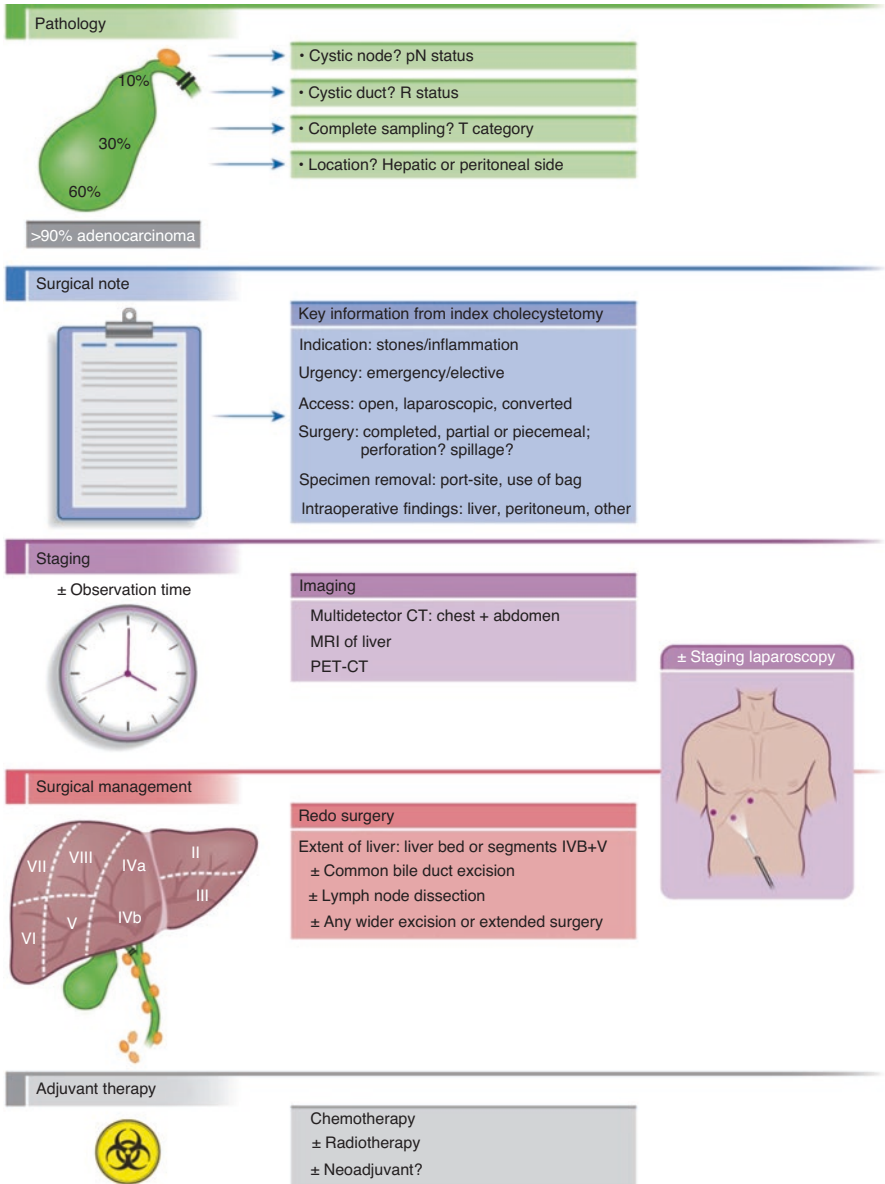 Pathology
10%
30%
60%
>90% adenocarcinoma
• Cystic node? pN status
• Cystic duct? R status
• Complete sampling? T category
• Location? Hepatic or peritoneal side
Surgical note
Key information from index cholecystetomy
Indication: stones/inflammation
Urgency: emergency/elective
Access: open, laparoscopic, converted
Surgery: completed, partial or piecemeal;
perforation? spillage?
Specimen removal: port-site, use of bag
Intraoperative findings: liver, peritoneum, other
Staging
± Observation time
Imaging
Multidetector CT: chest + abdomen
MRI of liver
PET-CT
± Staging laparoscopy
Surgical management
VII
VIII
IVa
II
III
VI
V
IVb
Redo surgery
Extent of liver: liver bed or segments IVB+V
± Common bile duct excision
± Lymph node dissection
± Any wider excision or extended surgery
Adjuvant therapy
Chemotherapy
± Radiotherapy
± Neoadjuvant?